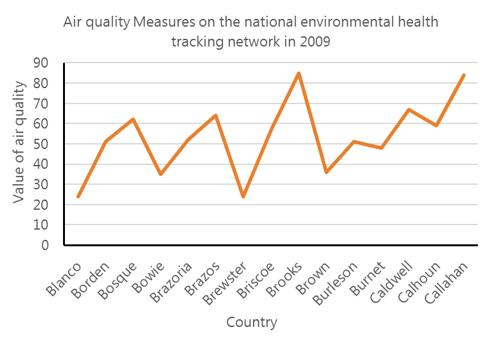 Air quality Measures on the national environmental health
tracking network in 2009
Value of air quality
90
80
70
60
50
40
30
20
10
0
Blanco
Borden
Bosque
Bowie
Brazoria
Brazos
Brewster
Briscoe
Brooks
Brown
Burleson
Burnet
Caldwell
Calhoun
Callahan
Country